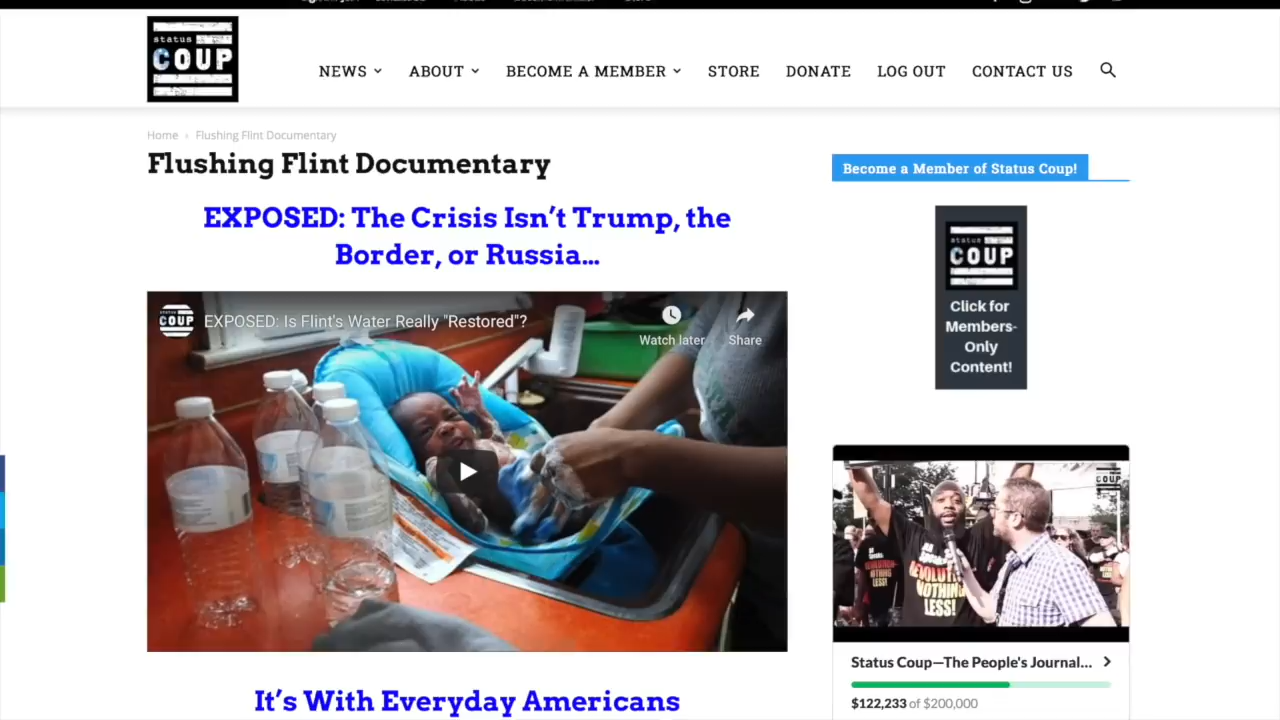 status
COUP
NEWS
ABOUT
BECOME A MEMBER
STORE
DONATE
LOG OUT
CONTACT US
Home › Flushing Flint Documentary
Flushing Flint Documentary
EXPOSED: The Crisis Isn’t Trump, the
Border, or Russia...
status
COUP
EXPOSED: Is Flint's Water Really "Restored"?
Watch later
Share
It’s With Everyday Americans
Become a Member of Status Coup!
status
COUP
Click for
Members-
Only
Content!
COUP
REVOLUTION
NOTHING
LESS!
Status Coup—The People's Journal...
$122,233 of $200,000